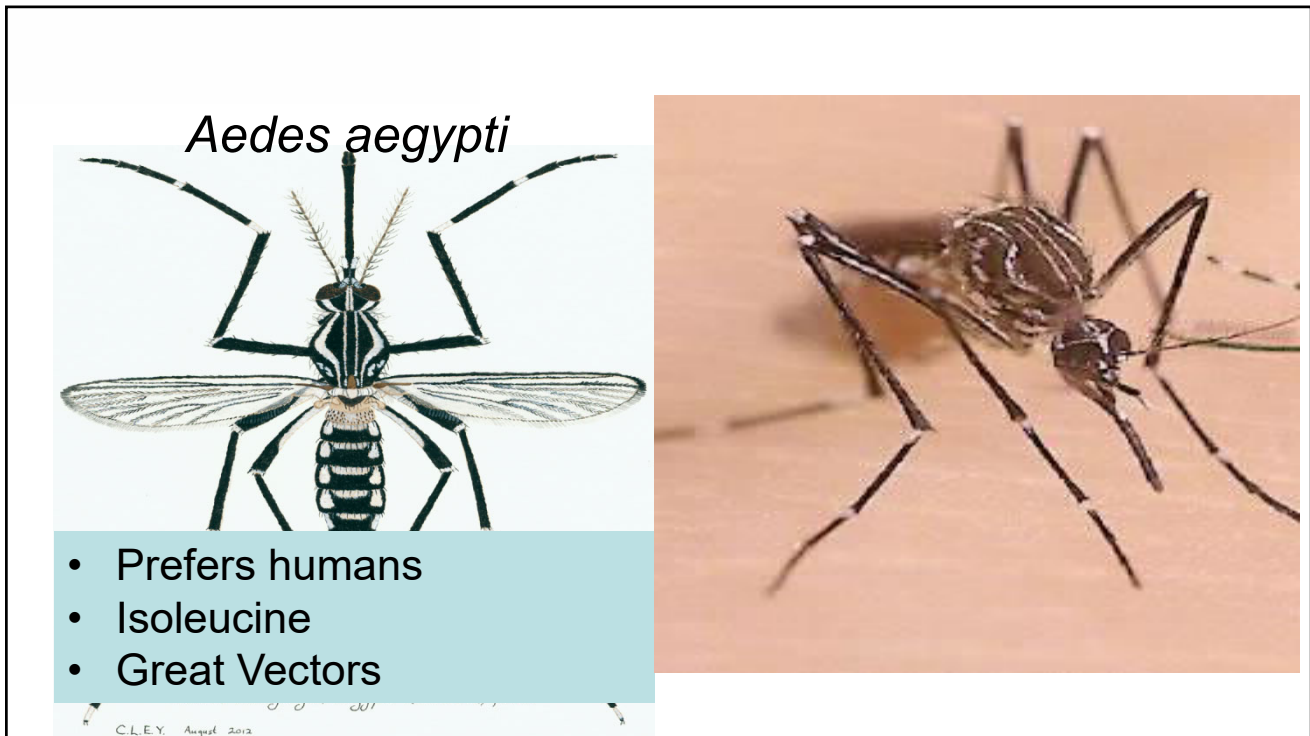 Aedes aegypti
• Prefers humans
• Isoleucine
• Great Vectors
C.L.E.Y. August 2012